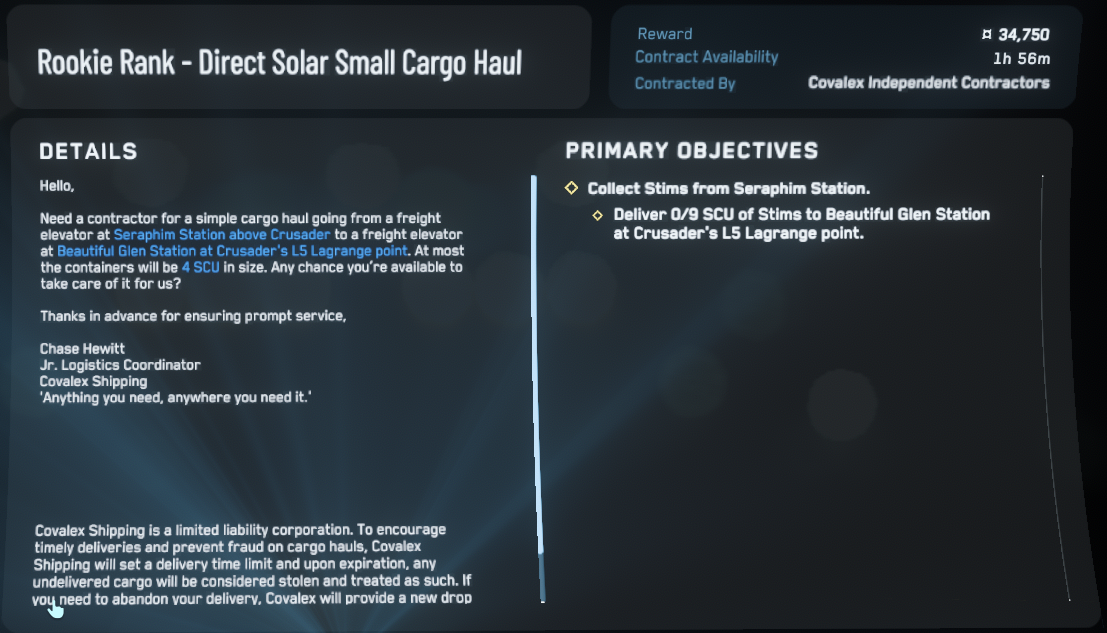 Rookie Rank - Direct Solar Small Cargo Haul
Reward ¤ 34,750
Contract Availability 1h 56m
Contracted By Covalex Independent Contractors
DETAILS
Hello,
Need a contractor for a simple cargo haul going from a freight
elevator at Seraphim Station above Crusader to a freight elevator
at Beautiful Glen Station at Crusader's L5 Lagrange point. At most
the containers will be 4 SCU in size. Any chance you're available to
take care of it for us?
Thanks in advance for ensuring prompt service,
Chase Hewitt
Jr. Logistics Coordinator
Covalex Shipping
'Anything you need, anywhere you need it.'
Covalex Shipping is a limited liability corporation. To encourage
timely deliveries and prevent fraud on cargo hauls, Covalex
Shipping will set a delivery time limit and upon expiration, any
undelivered cargo will be considered stolen and treated as such. If
you need to abandon your delivery, Covalex will provide a new drop
PRIMARY OBJECTIVES
Collect Stims from Seraphim Station.
Deliver 0/9 SCU of Stims to Beautiful Glen Station
at Crusader's L5 Lagrange point.